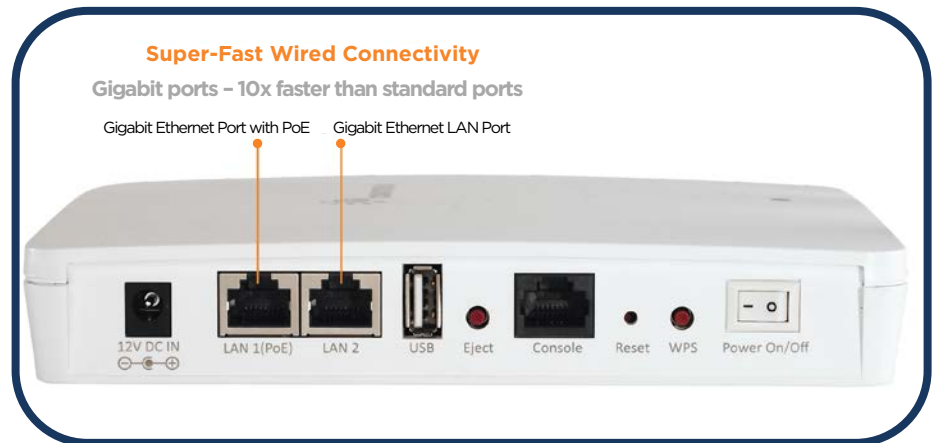 Super-Fast Wired Connectivity
Gigabit ports – 10x faster than standard ports
Gigabit Ethernet Port with PoE
Gigabit Ethernet LAN Port
12V DC IN
LAN 1(PoE)
LAN 2
USB
Eject
Console
Reset
WPS
Power On/Off